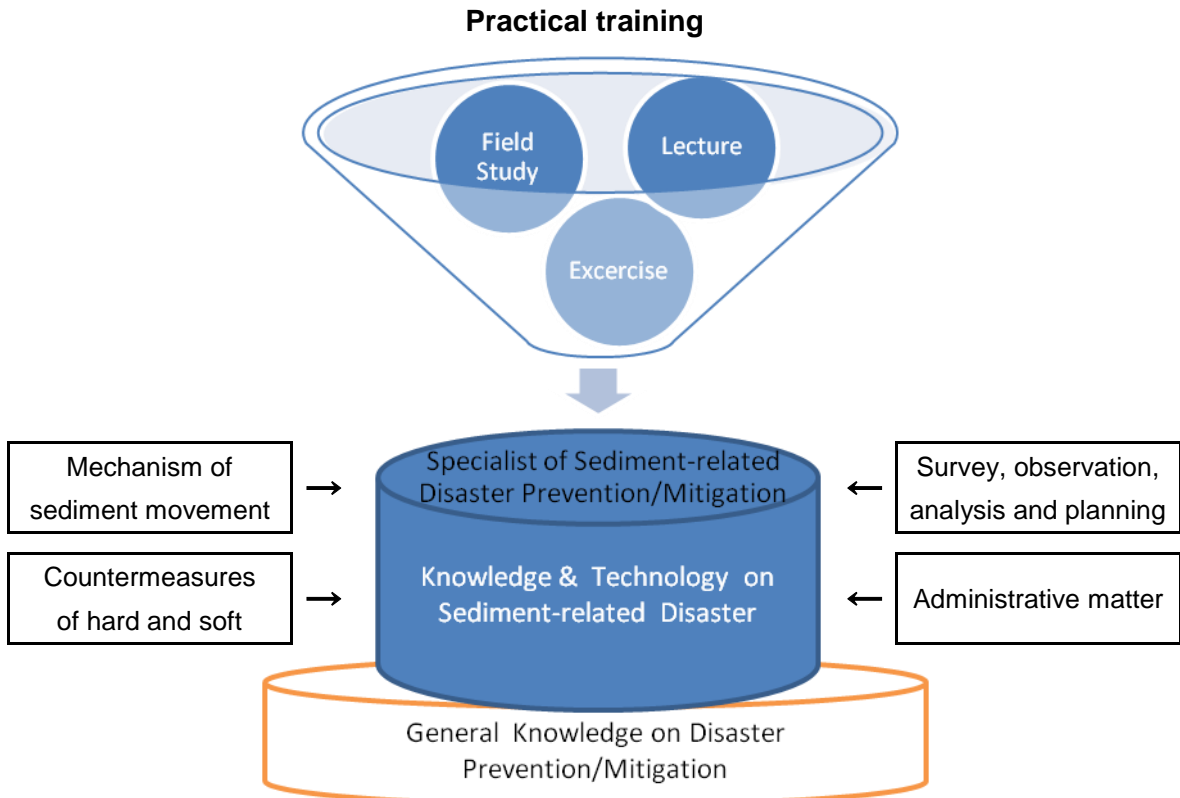 Practical training
Field
Study
Lecture
Excercise
Mechanism of
sediment movement
Countermeasures
of hard and soft
Specialist of Sediment-related
Disaster Prevention/Mitigation
Knowledge & Technology on
Sediment-related Disaster
Survey, observation,
analysis and planning
Administrative matter
General Knowledge on Disaster
Prevention/Mitigation